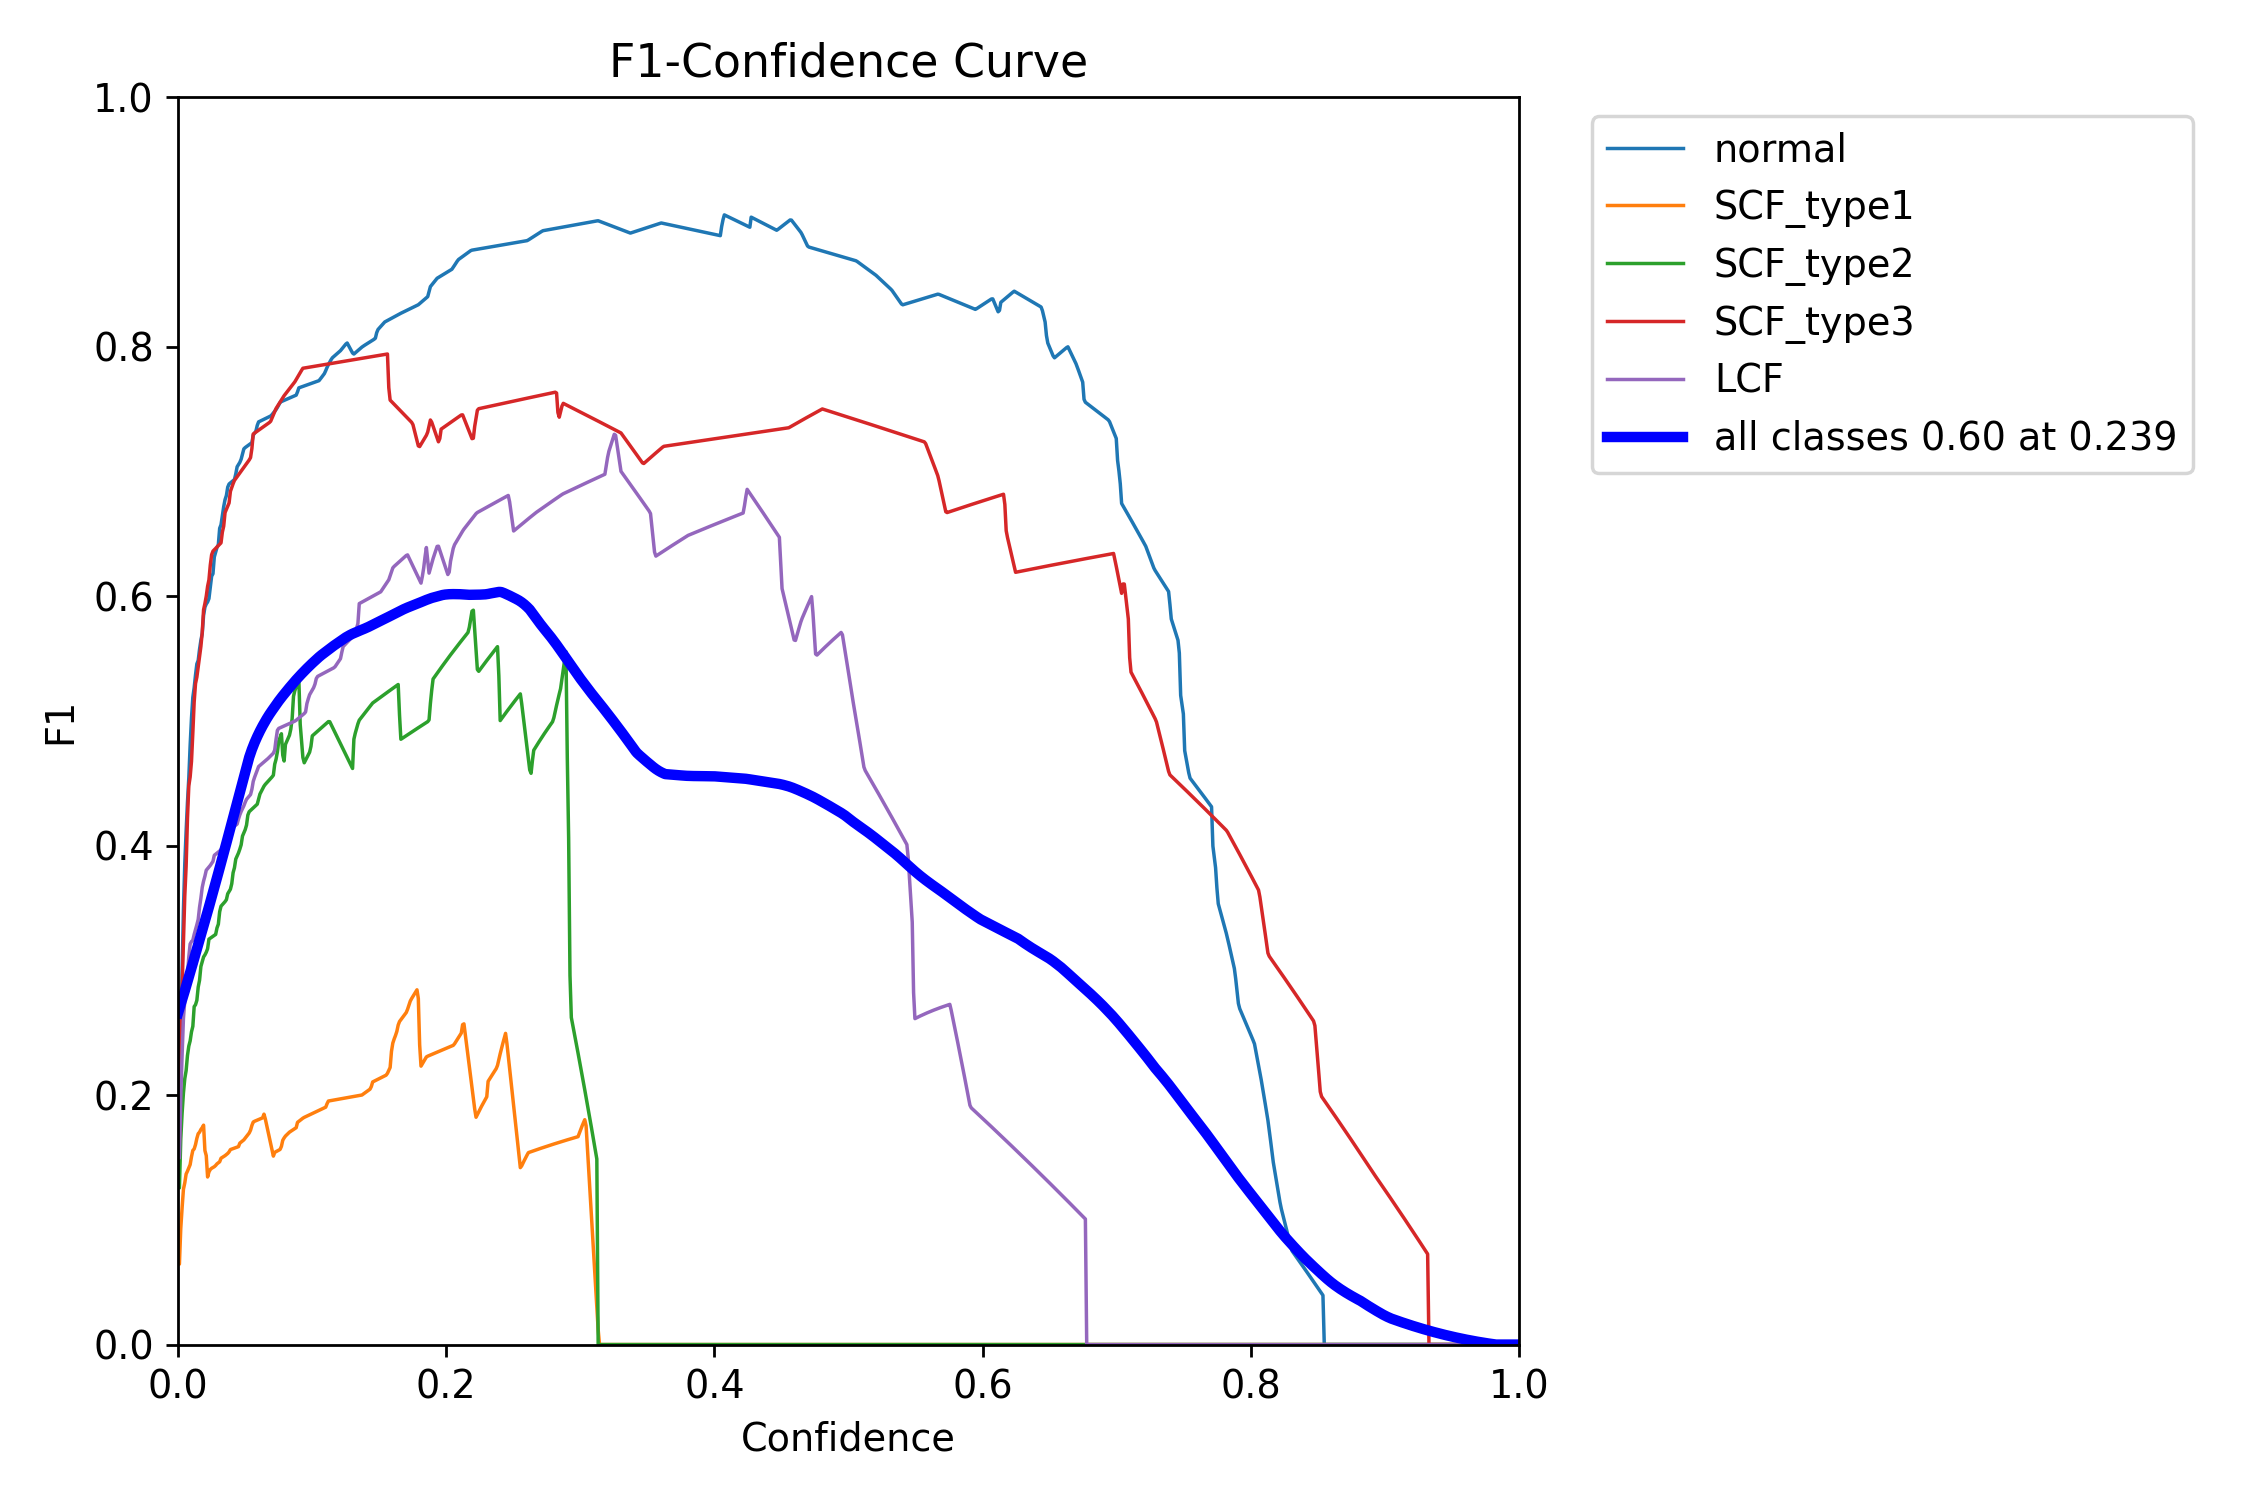 F1-Confidence Curve
1.0
0.8
0.6
0.4
0.2
0.0
F1
0.0 0.2 0.4 0.6 0.8 1.0
Confidence
normal
SCF_type1
SCF_type2
SCF_type3
LCF
all classes 0.60 at 0.239